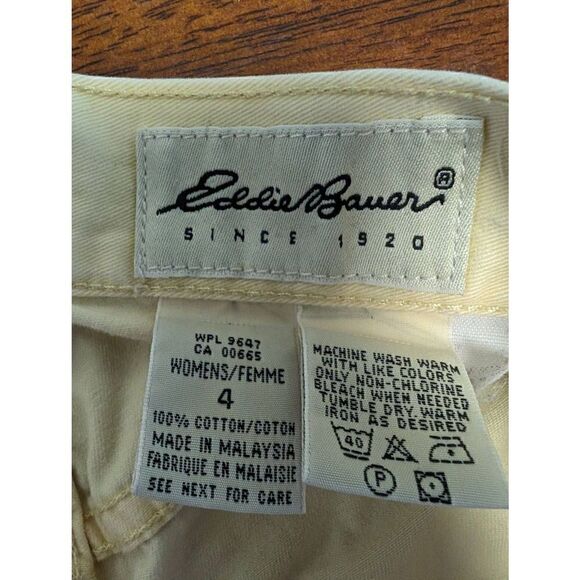 Eddie Bauer®
SINCE 1920
WPL 9647
CA 00665
WOMENS/FEMME
4
100% COTTON/COTON
MADE IN MALAYSIA
FABRIQUE EN MALAISIE
SEE NEXT FOR CARE
MACHINE WASH WARM
WITH LIKE COLORS
ONLY NON-CHLORINE
BLEACH WHEN NEEDED
TUMBLE DRY. WARM
IRON AS DESIRED
40
P